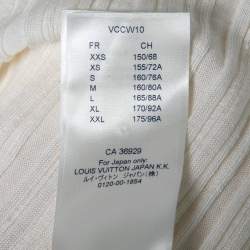 VCCW10
FR CH
XXS 150/68
XS 155/72A
S 160/76A
M 160/80A
L 165/88A
XL 170/92A
XXL 175/96A
CA 36929
For Japan only:
LOUIS VUITTON JAPAN K.K.
ルイ・ヴィトン ジャパン(株)
0120-00-1854